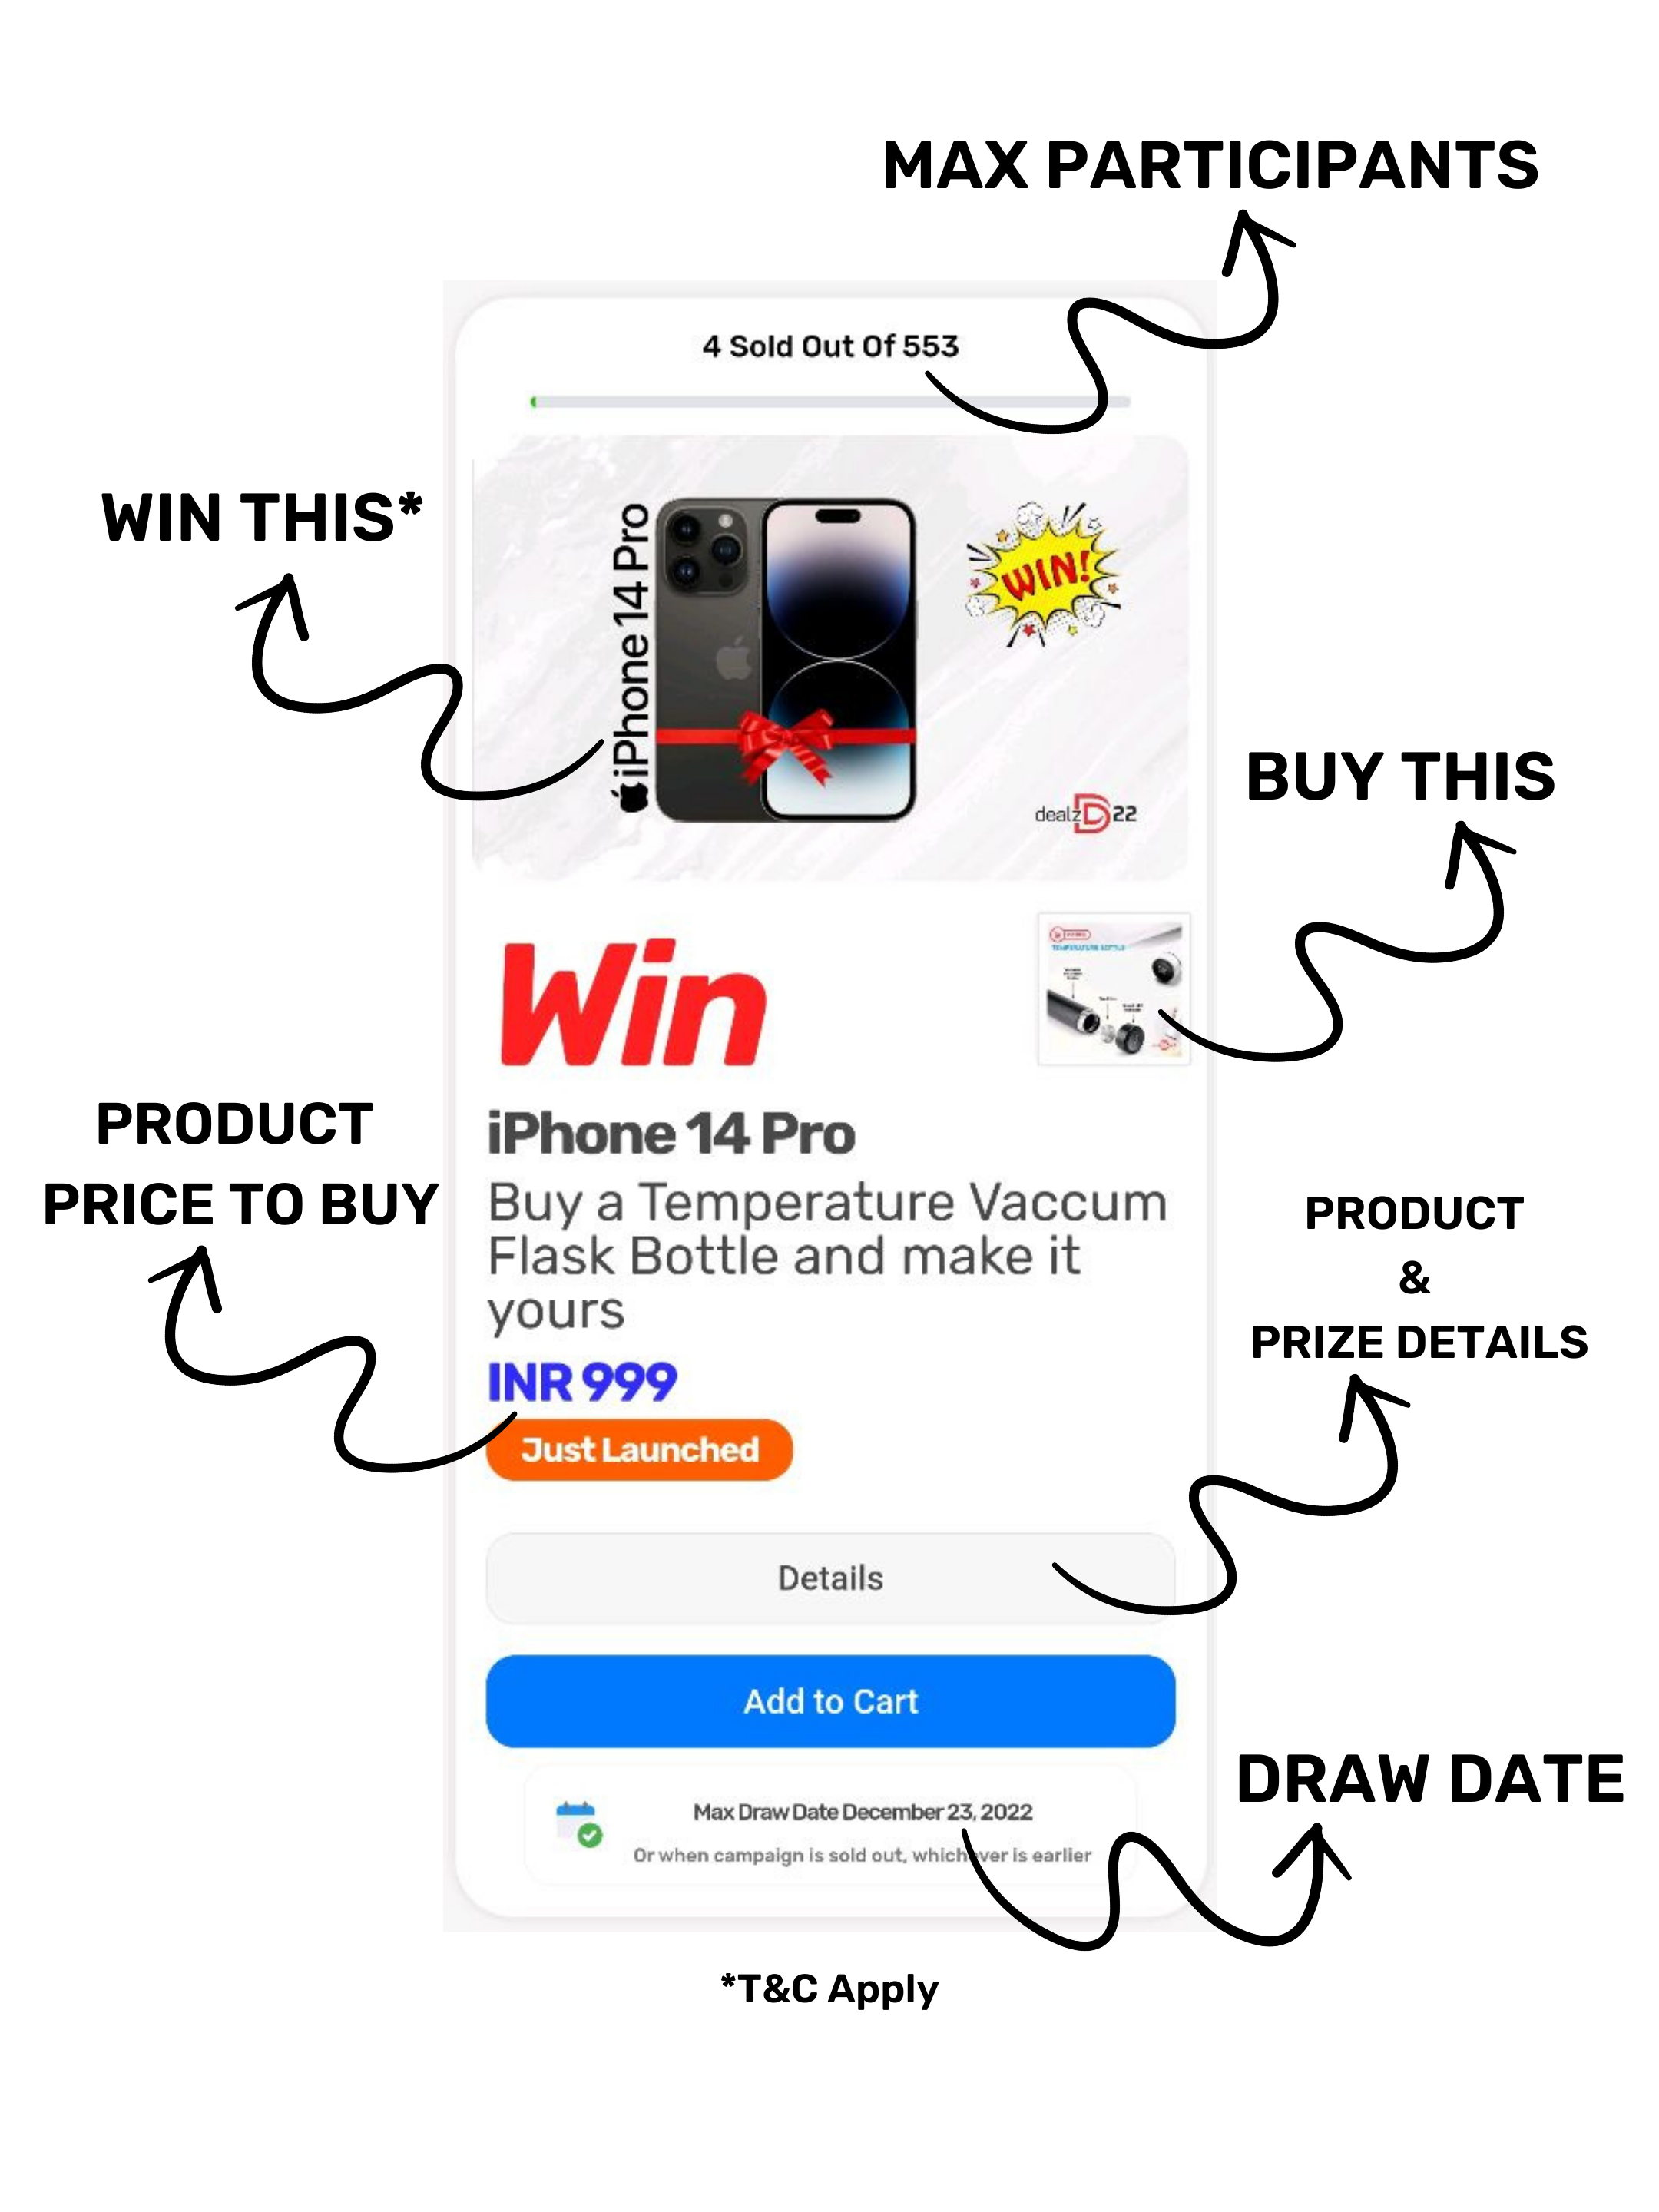 MAX PARTICIPANTS
4 Sold Out Of 553
WIN THIS*
iPhone 14 Pro
WIN!
dealz D 22
BUY THIS
Win
TEMPERATURE BOTTLE
iPhone 14 Pro
PRODUCT
PRICE TO BUY
Buy a Temperature Vaccum
Flask Bottle and make it
yours
INR 999
Just Launched
PRODUCT
&
PRIZE DETAILS
Details
Add to Cart
DRAW DATE
Max Draw Date December 23, 2022
Or when campaign is sold out, whichever is earlier
*T&C Apply